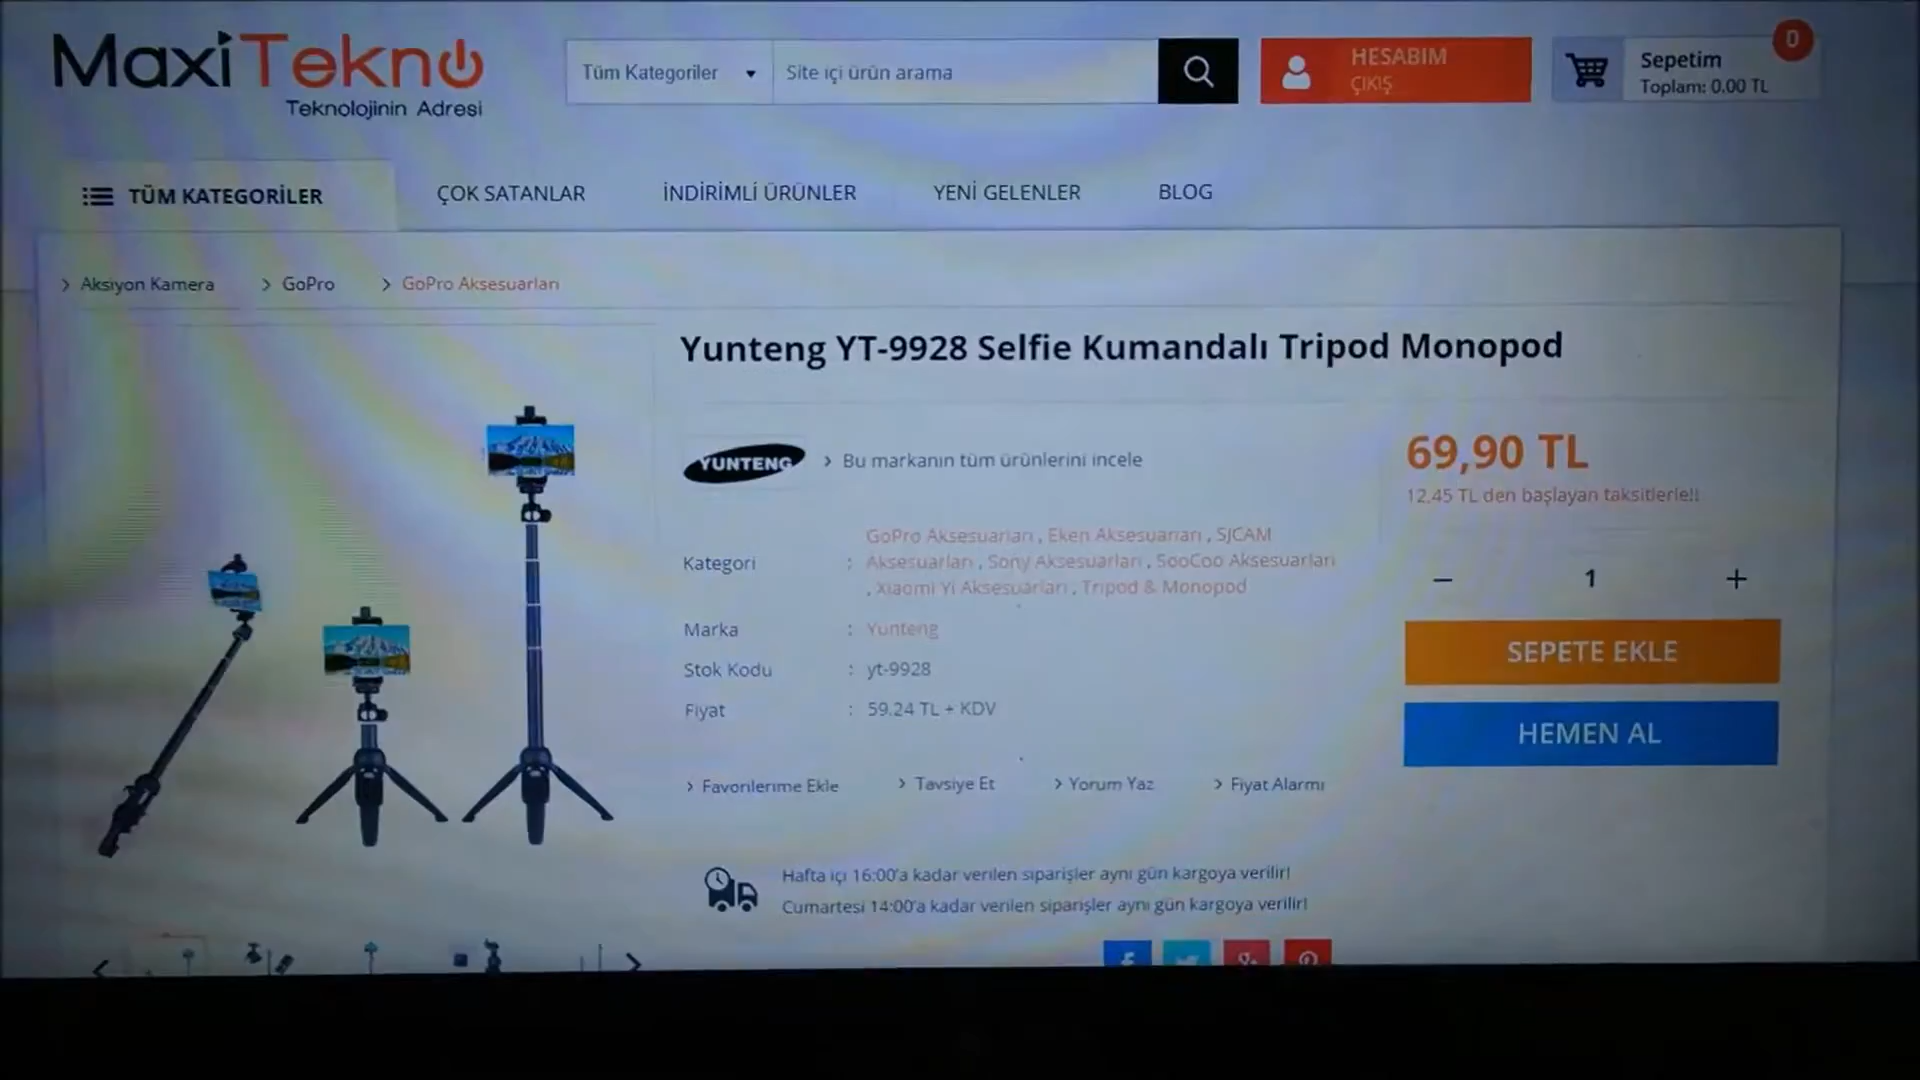 MaxiTekno
Teknolojinin Adresi
Tüm Kategoriler
Site içi ürün arama
HESABIM
ÇIKIŞ
Sepetim
Toplam: 0.00 TL
0
TÜM KATEGORİLER
ÇOK SATANLAR
İNDİRİMLİ ÜRÜNLER
YENİ GELENLER
BLOG
> Aksiyon Kamera > GoPro > GoPro Aksesuarları
Yunteng YT-9928 Selfie Kumandalı Tripod Monopod
YUNTENG
> Bu markanın tüm ürünlerini incele
69,90 TL
12,45 TL den başlayan taksitlerle!!
Kategori : GoPro Aksesuarları , Eken Aksesuarları , SJCAM
Aksesuarları , Sony Aksesuarları , SooCoo Aksesuarları
, Xiaomi Yi Aksesuarları , Tripod & Monopod
Marka : Yunteng
Stok Kodu : yt-9928
Fiyat : 59.24 TL + KDV
− 1 +
SEPETE EKLE
HEMEN AL
> Favorilerime Ekle > Tavsiye Et > Yorum Yaz > Fiyat Alarmı
Hafta içi 16:00'a kadar verilen siparişler aynı gün kargoya verilir!
Cumartesi 14:00'a kadar verilen siparişler aynı gün kargoya verilir!